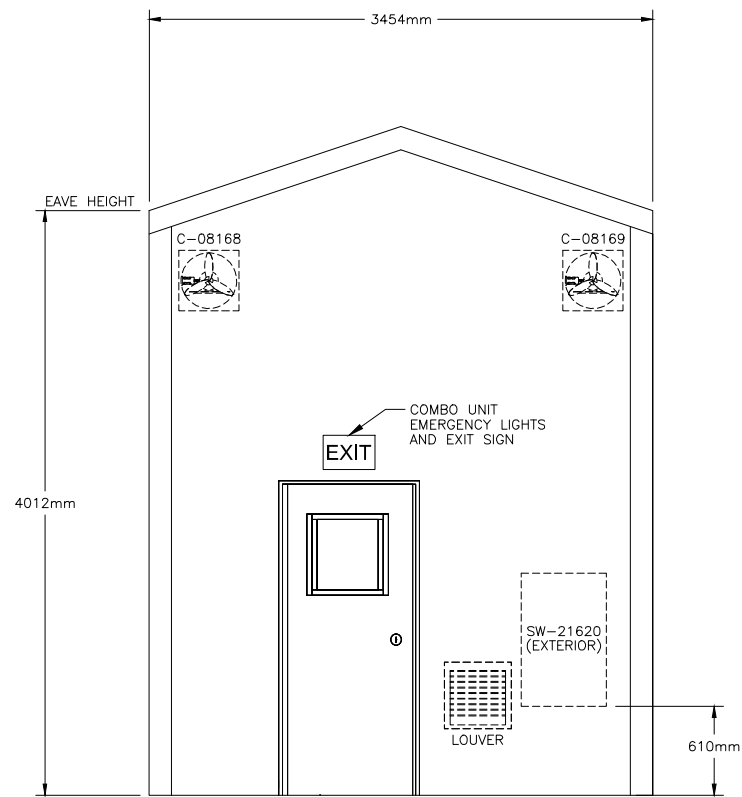 3454mm
EAVE HEIGHT
C-08168
C-08169
COMBO UNIT
EMERGENCY LIGHTS
AND EXIT SIGN
EXIT
4012mm
SW-21620
(EXTERIOR)
LOUVER
610mm